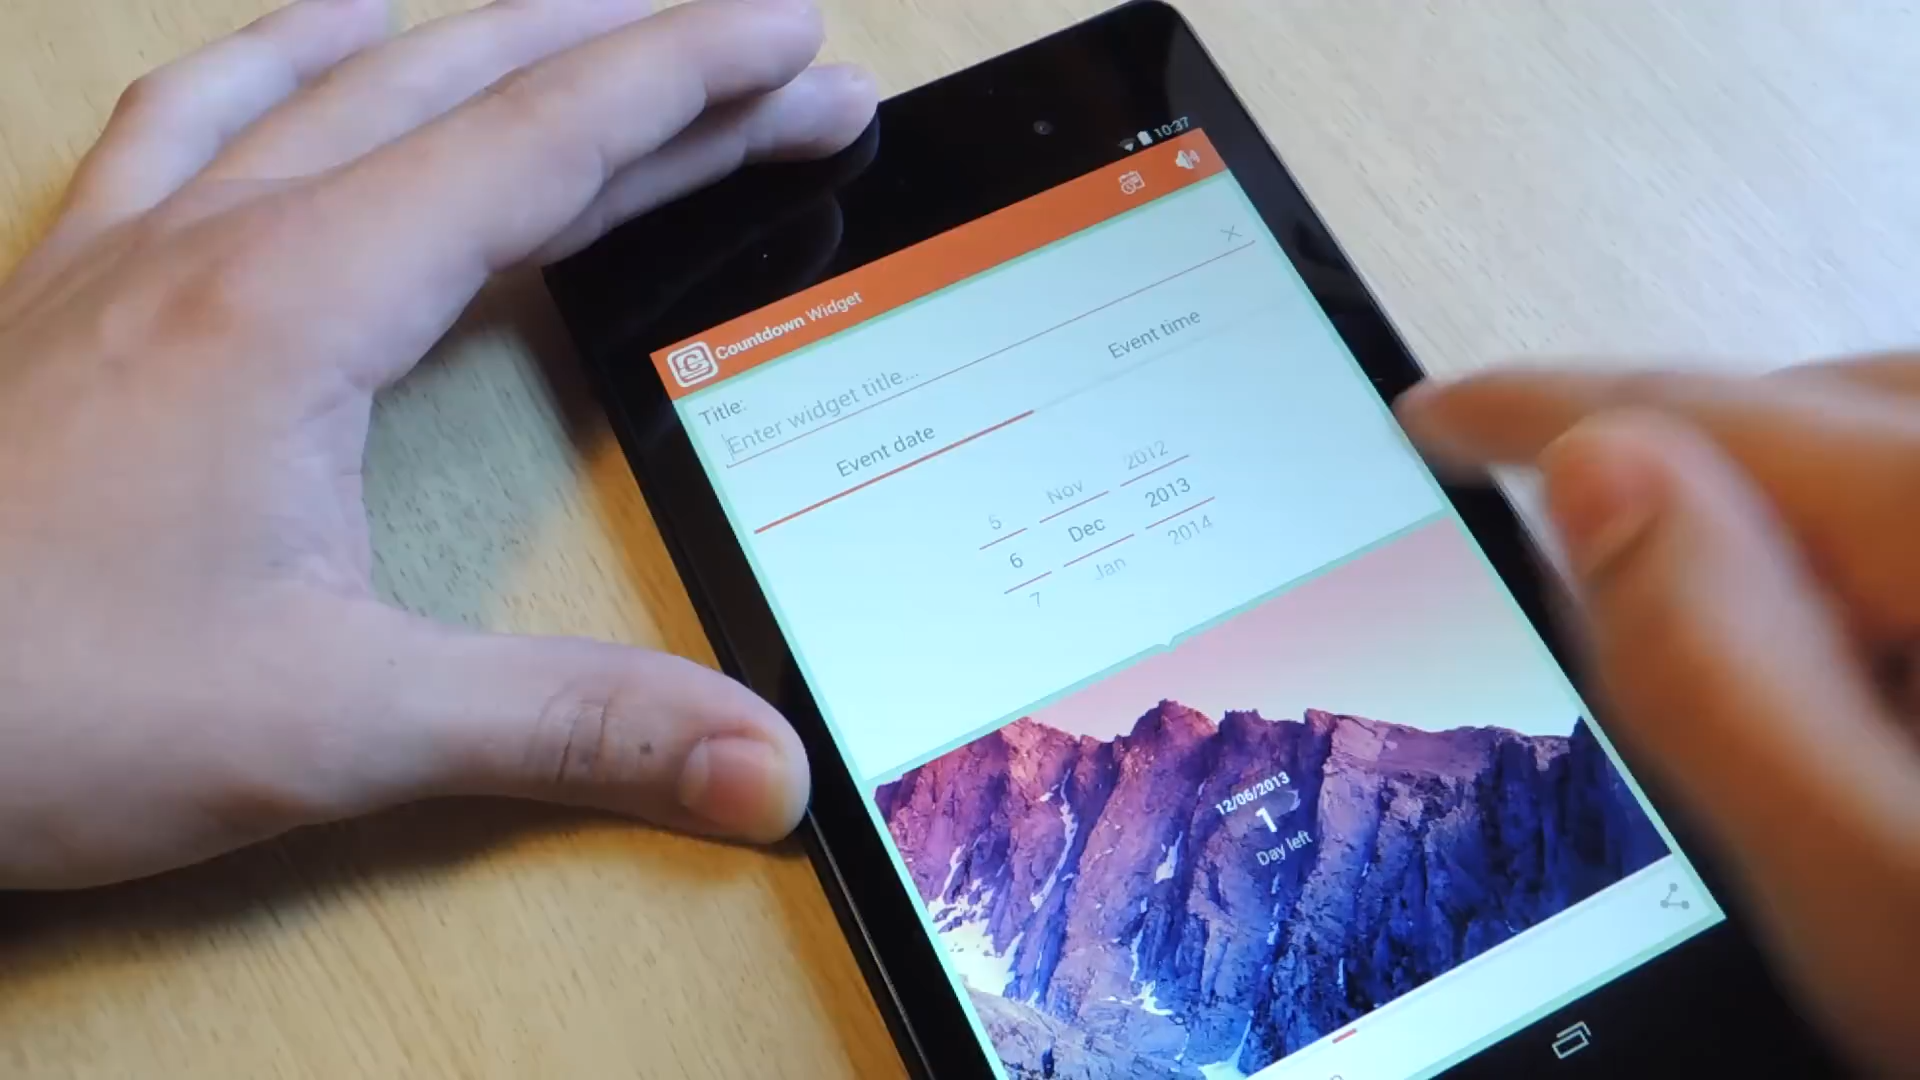 10:37
Countdown Widget
Title:
Enter widget title...
Event date
Event time
5 Nov 2012
6 Dec 2013
7 Jan 2014
12/06/2013
1
Day left